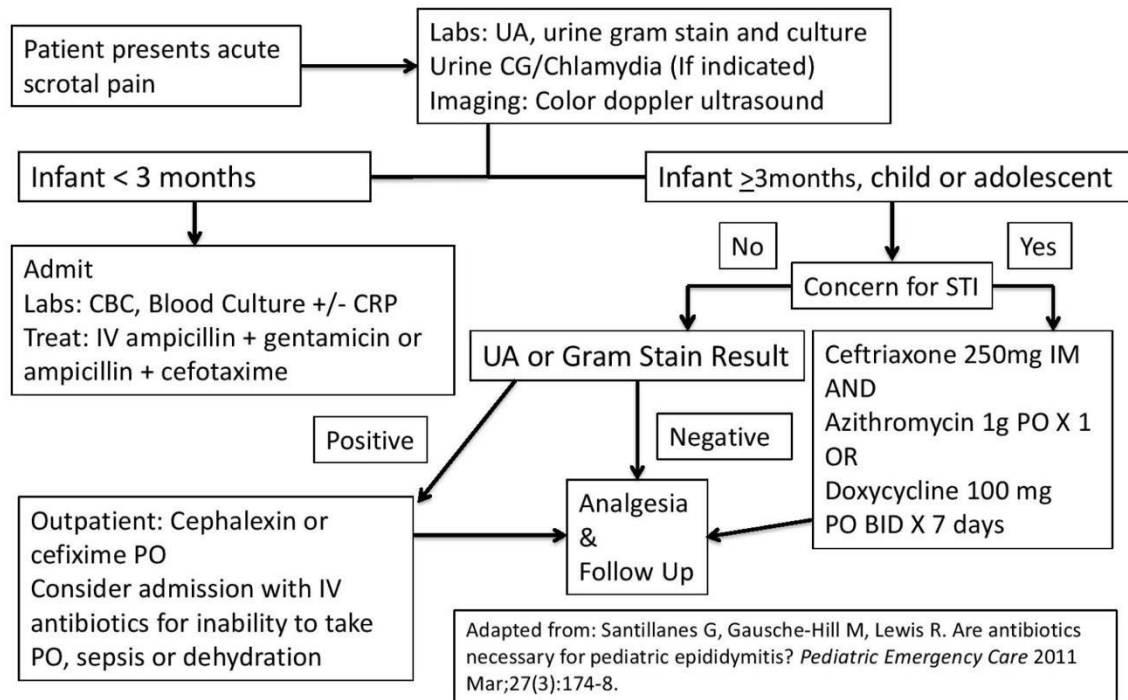 Patient presents acute
scrotal pain
Labs: UA, urine gram stain and culture
Urine CG/Chlamydia (If indicated)
Imaging: Color doppler ultrasound
Infant < 3 months
Infant ≥3months, child or adolescent
Admit
Labs: CBC, Blood Culture +/- CRP
Treat: IV ampicillin + gentamicin or
ampicillin + cefotaxime
No
Yes
Concern for STI
UA or Gram Stain Result
Ceftriaxone 250mg IM
AND
Azithromycin 1g PO X 1
OR
Doxycycline 100 mg
PO BID X 7 days
Positive
Negative
Outpatient: Cephalexin or
cefixime PO
Consider admission with IV
antibiotics for inability to take
PO, sepsis or dehydration
Analgesia
&
Follow Up
Adapted from: Santillanes G, Gausche-Hill M, Lewis R. Are antibiotics
necessary for pediatric epididymitis? Pediatric Emergency Care 2011
Mar;27(3):174-8.